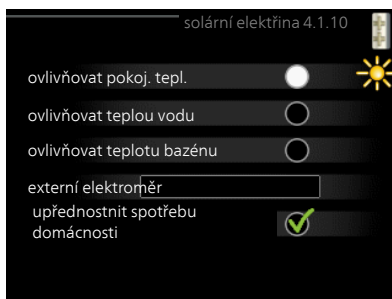 solární elektřina 4.1.10
ovlivňovat pokoj. tepl.
ovlivňovat teplou vodu
ovlivňovat teplotu bazénu
externí elektroměr
upřednostnit spotřebu
domácnosti